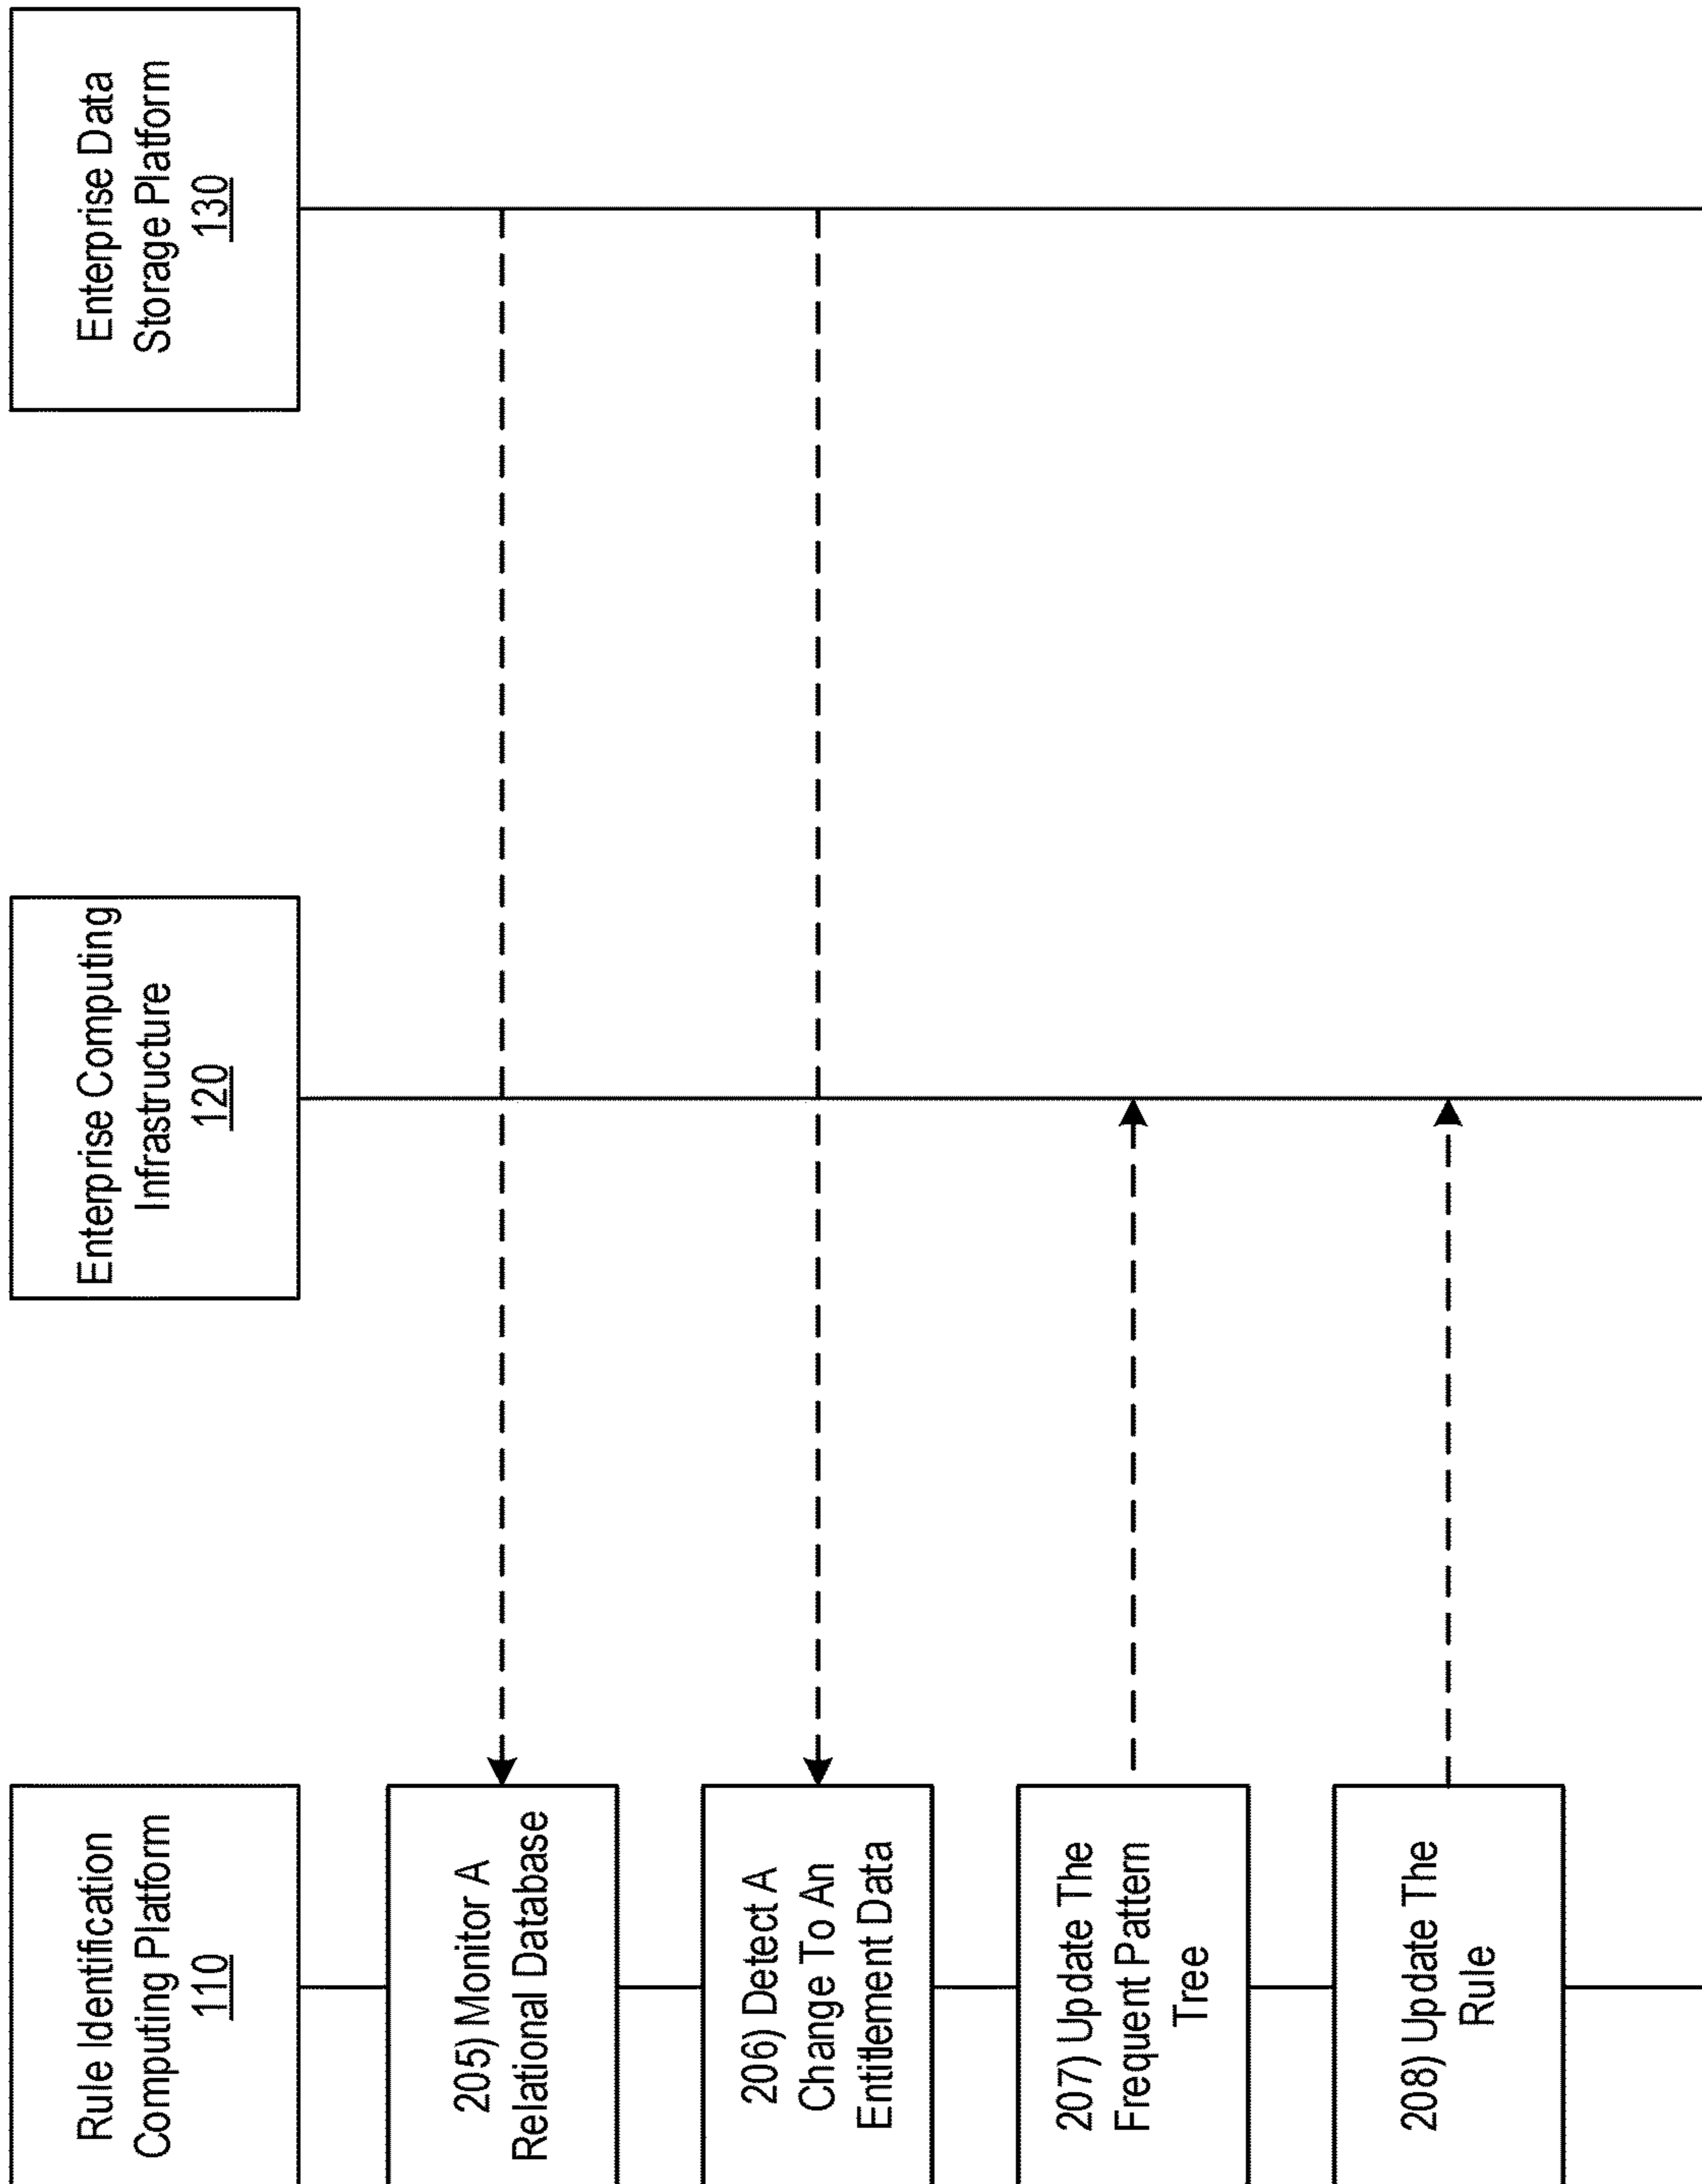 Rule Identification
Computing Platform
110
Enterprise Computing
Infrastructure
120
Enterprise Data
Storage Platform
130
205) Monitor A
Relational Database
206) Detect A
Change To An
Entitlement Data
207) Update The
Frequent Pattern
Tree
208) Update The
Rule